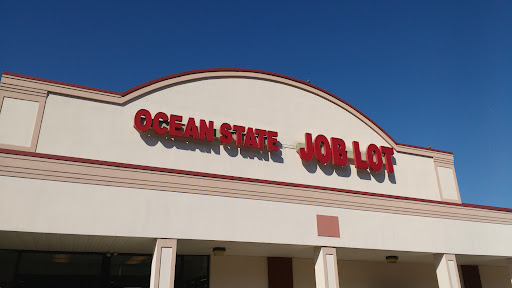 OCEAN STATE JOB LOT